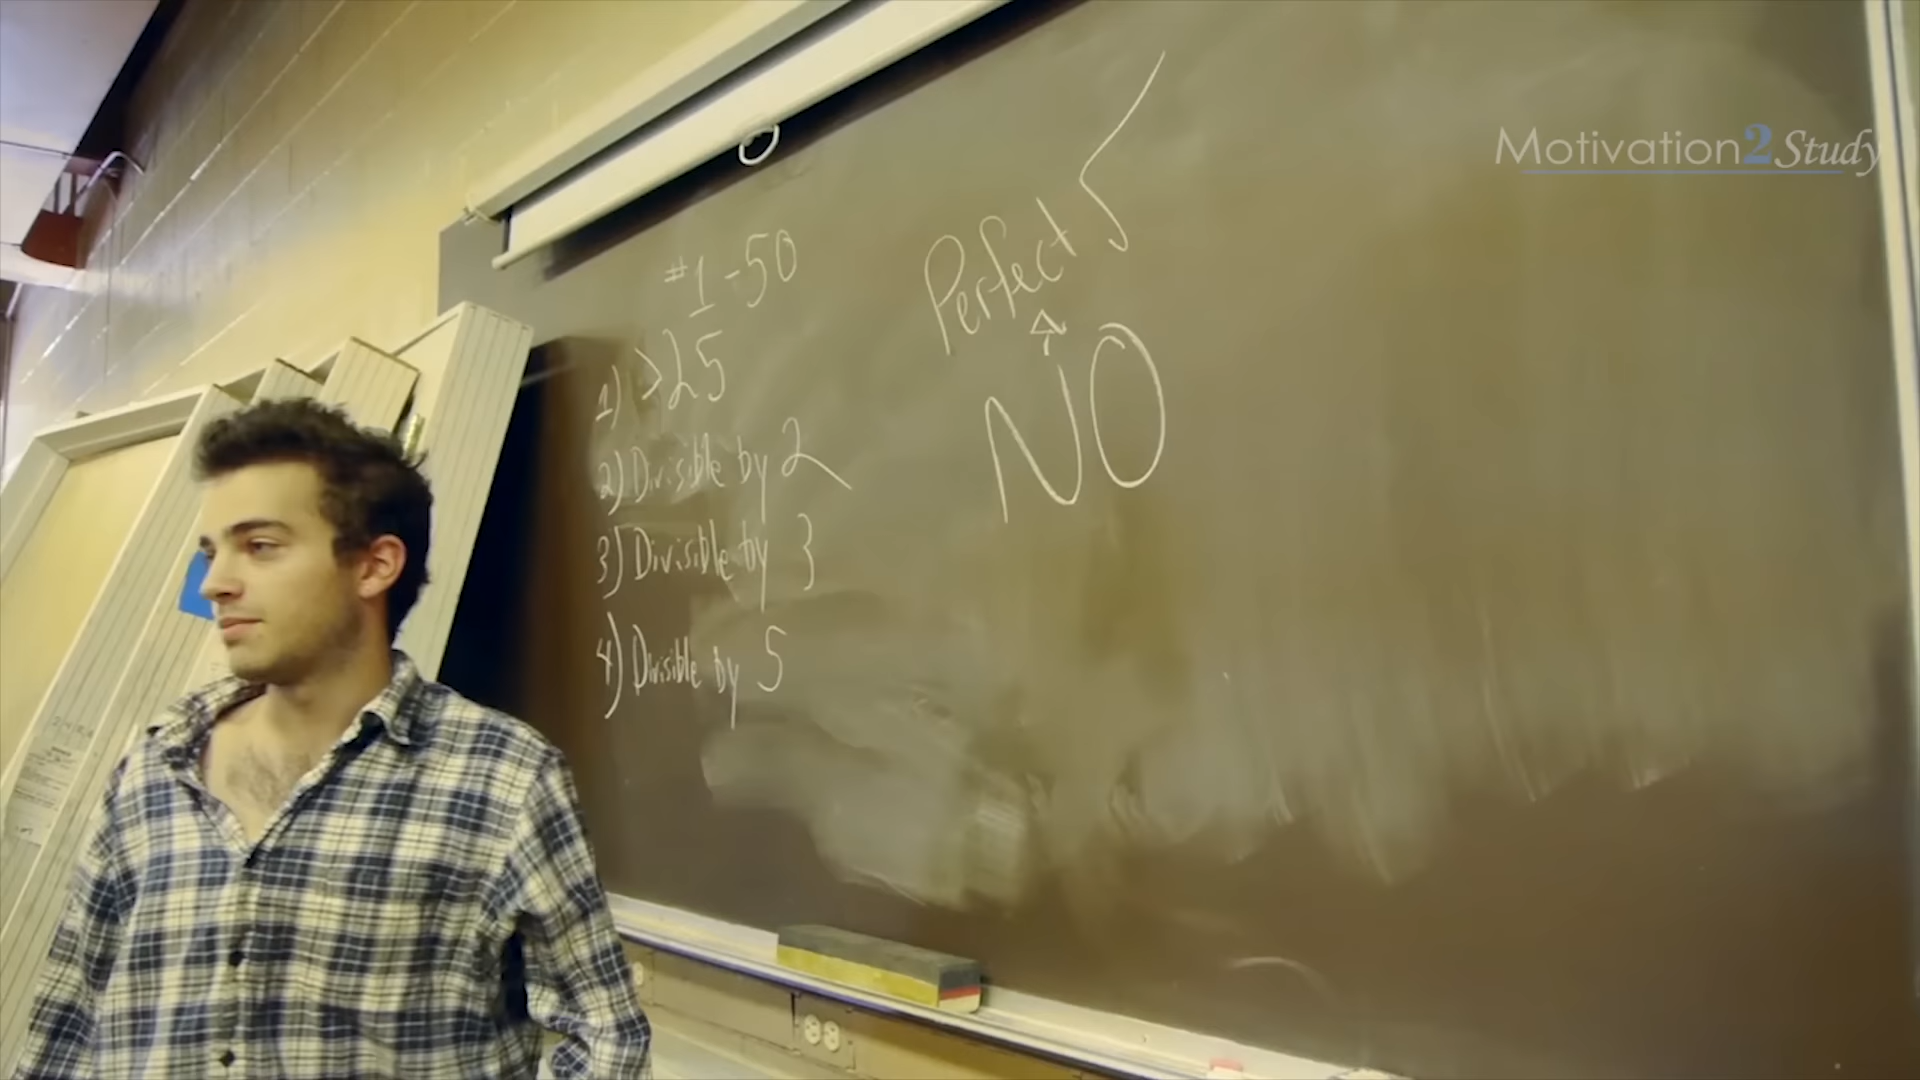 Motivation2Study
#1-50
1) >25
2) Divisible by 2
3) Divisible by 3
4) Divisible by 5
Perfect √
NO